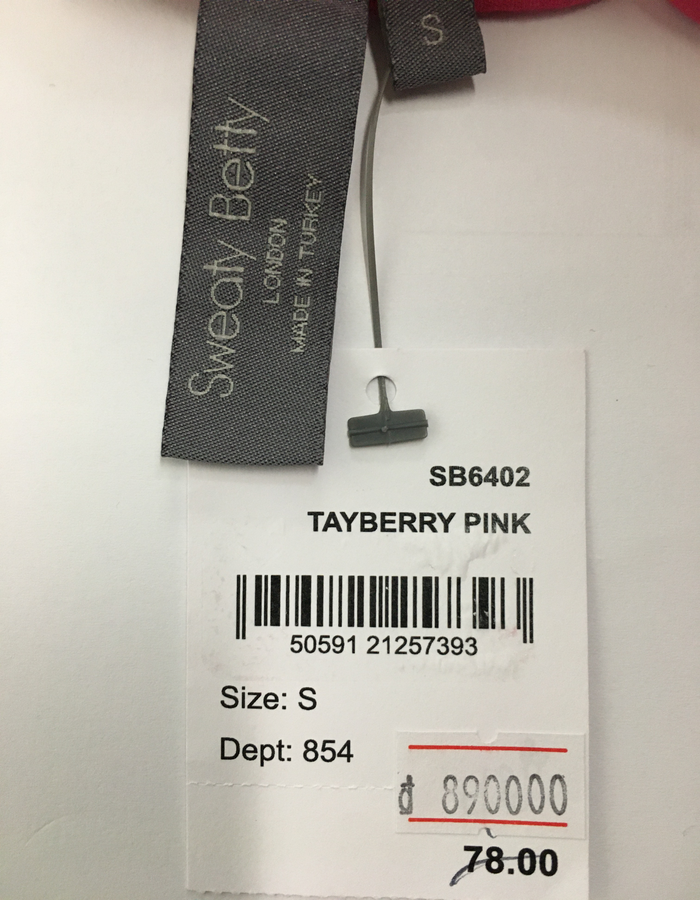 S
Sweaty Betty
LONDON
MADE IN TURKEY
SB6402
TAYBERRY PINK
50591 21257393
Size: S
Dept: 854
đ 890000
78.00